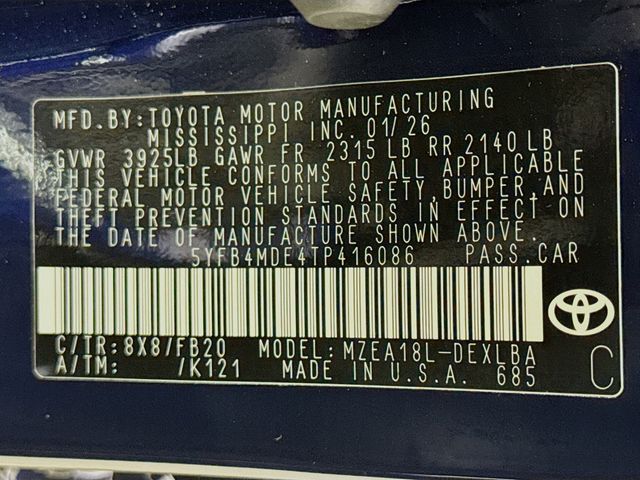 MFD. BY: TOYOTA MOTOR MANUFACTURING
MISSISSIPPI INC. 01/26
GVWR 3925LB GAWR FR 2315 LB RR 2140 LB
THIS VEHICLE CONFORMS TO ALL APPLICABLE
FEDERAL MOTOR VEHICLE SAFETY, BUMPER, AND
THEFT PREVENTION STANDARDS IN EFFECT ON
THE DATE OF MANUFACTURE SHOWN ABOVE.
5YFB4MDE4TP416086 PASS.CAR
C/TR: 8X8/FB20 MODEL: MZEA18L-DEXLBA
A/TM: /K121 MADE IN U.S.A. 685 C